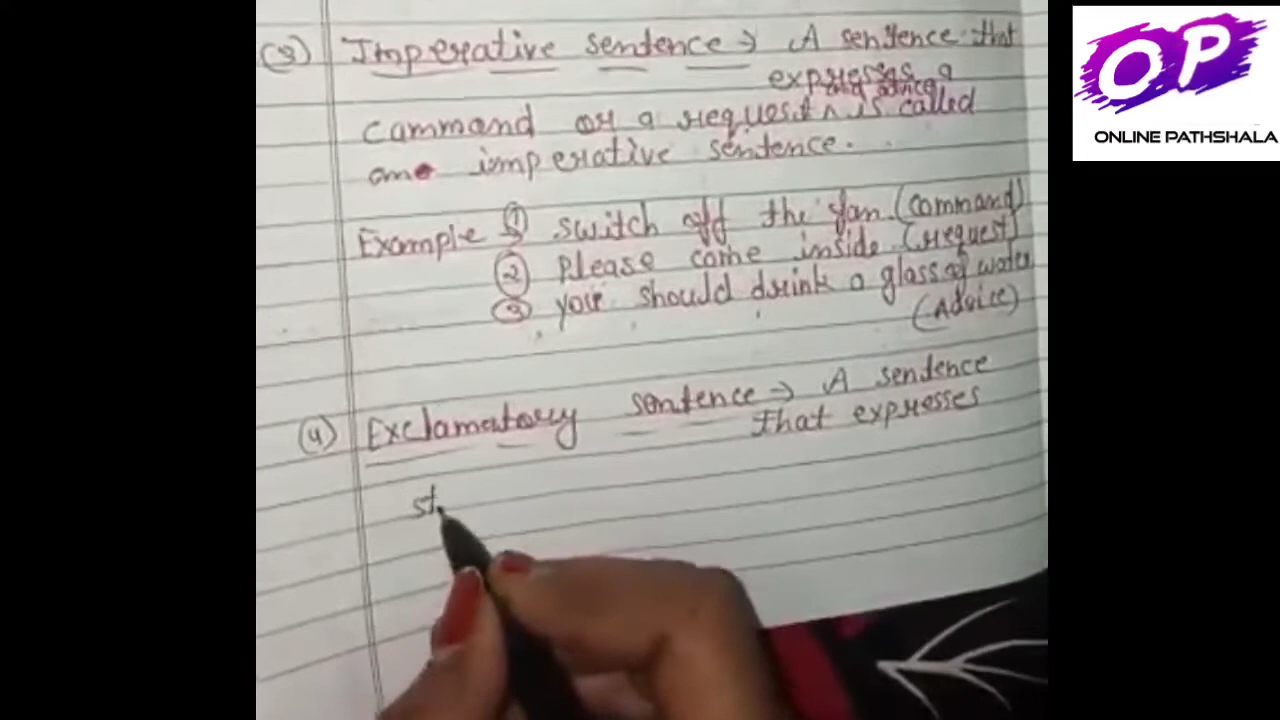 (3) Imperative sentence → A sentence that
expresses a
and advice
command or a request ^ is called
an imperative sentence.
Example ① switch off the fan (command)
② please come inside (request)
③ you should drink a glass of water
(Advice)
(4) Exclamatory sentence → A sentence
that expresses
st
OP
ONLINE PATHSHALA